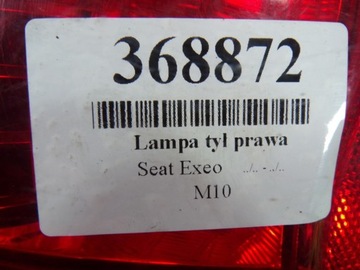 368872
Lampa tył prawa
Seat Exeo ../.. - ../..
M10